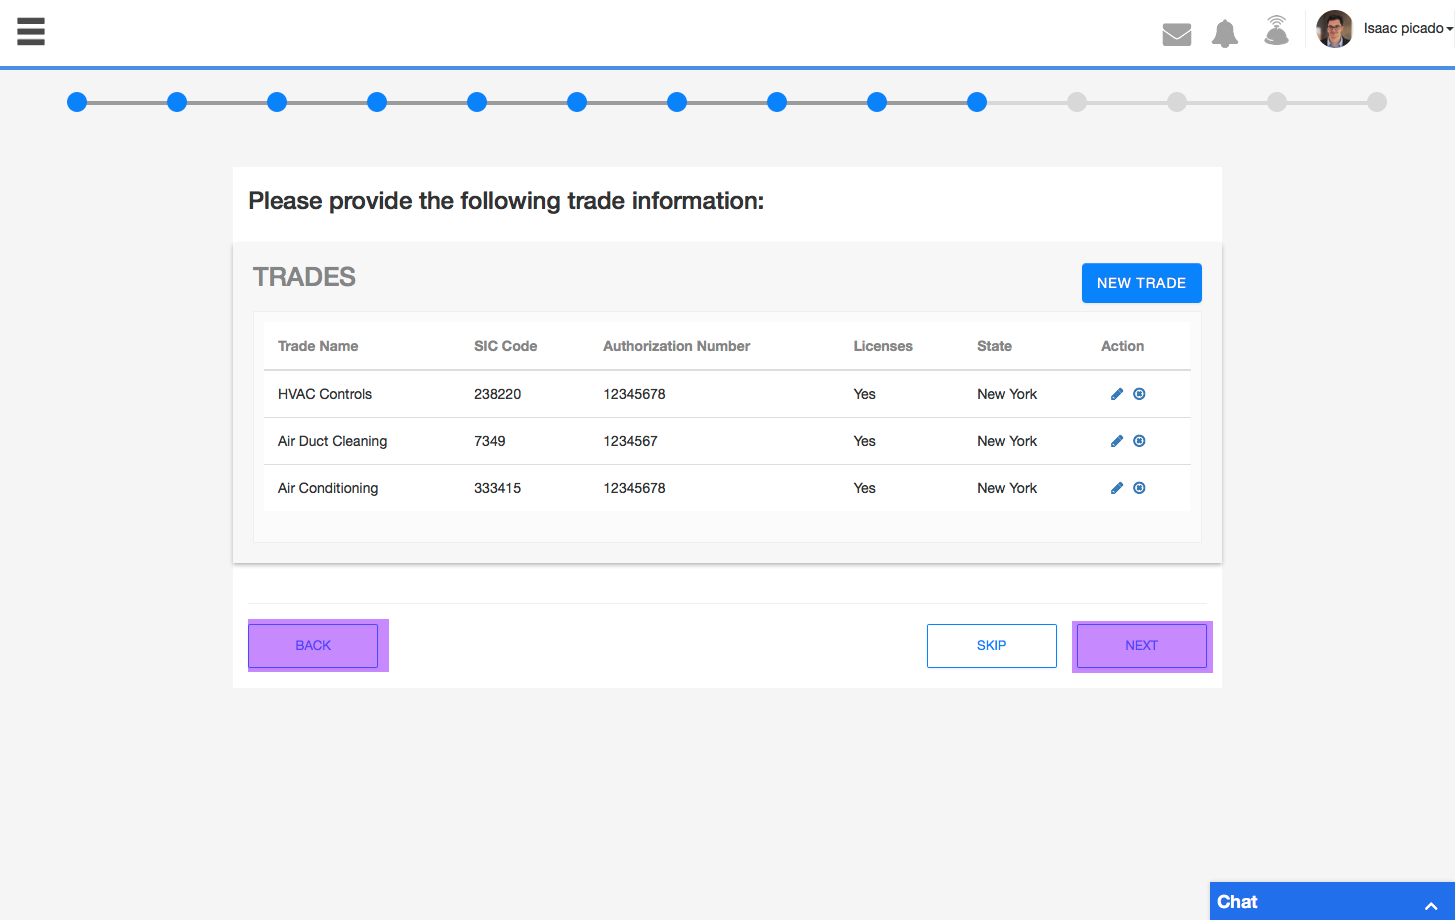 Isaac picado
Please provide the following trade information:
TRADES
NEW TRADE
Trade Name SIC Code Authorization Number Licenses State Action
HVAC Controls 238220 12345678 Yes New York
Air Duct Cleaning 7349 1234567 Yes New York
Air Conditioning 333415 12345678 Yes New York
BACK SKIP NEXT
Chat